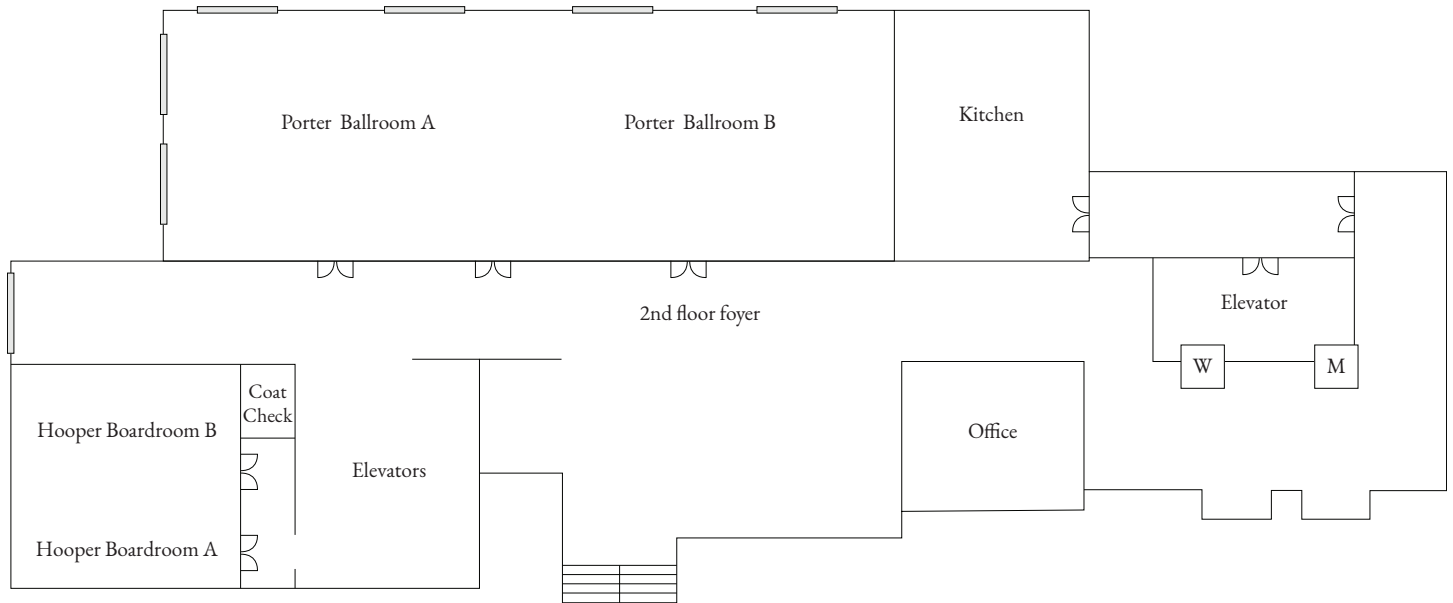 Porter Ballroom A
Porter Ballroom B
Kitchen
2nd floor foyer
Elevator
W
M
Coat
Check
Hooper Boardroom B
Office
Elevators
Hooper Boardroom A